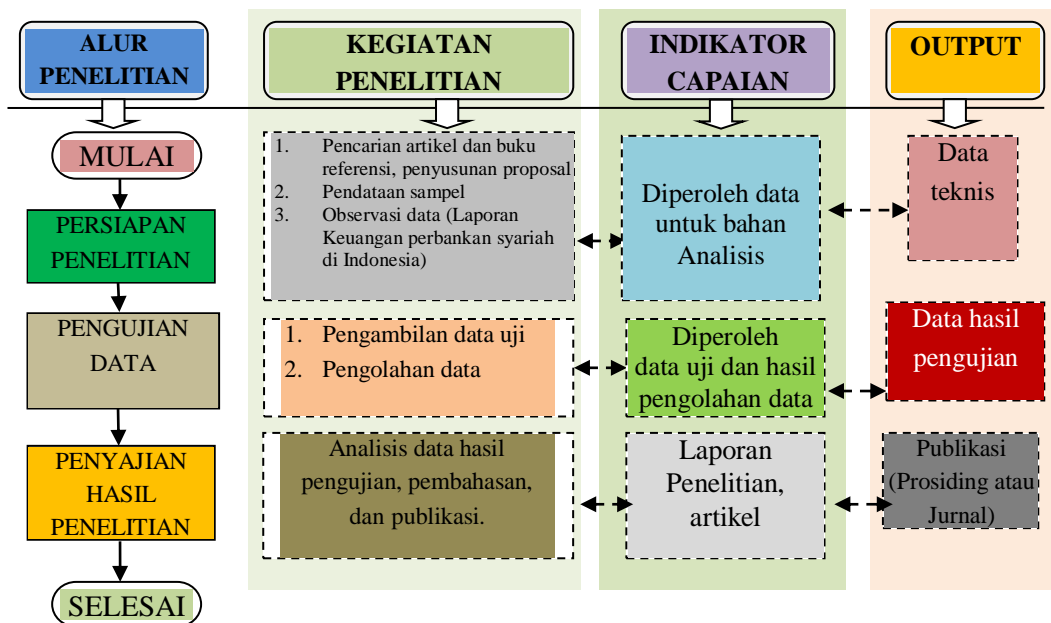 ALUR
PENELITIAN
KEGIATAN
PENELITIAN
INDIKATOR
CAPAIAN
OUTPUT
MULAI
PERSIAPAN
PENELITIAN
PENGUJIAN
DATA
PENYAJIAN
HASIL
PENELITIAN
SELESAI
1. Pencarian artikel dan buku
referensi, penyusunan proposal
2. Pendataan sampel
3. Observasi data (Laporan
Keuangan perbankan syariah
di Indonesia)
1. Pengambilan data uji
2. Pengolahan data
Analisis data hasil
pengujian, pembahasan,
dan publikasi.
Diperoleh data
untuk bahan
Analisis
Diperoleh
data uji dan hasil
pengolahan data
Laporan
Penelitian,
artikel
Data
teknis
Data hasil
pengujian
Publikasi
(Prosiding atau
Jurnal)